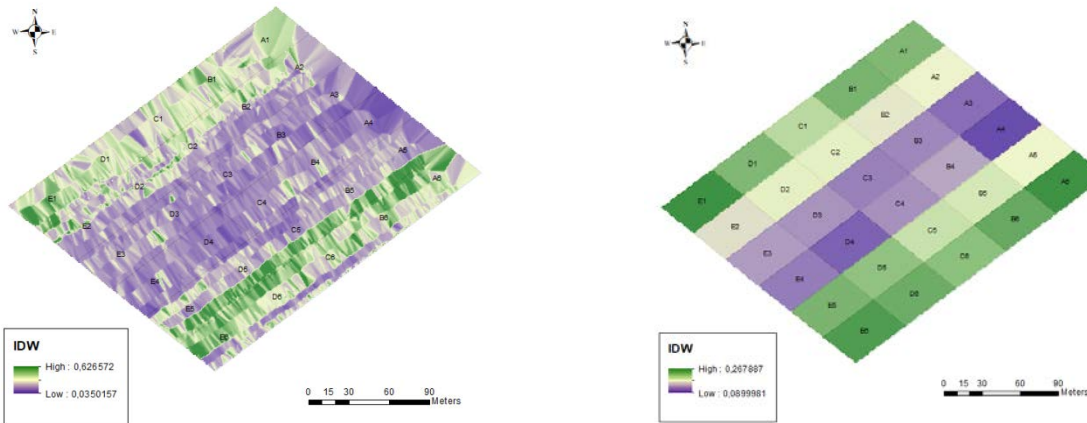 N
W E
S
A1
B1
A2
A3
C1
B2
A4
B3
D1
C2
A5
B4
A6
C3
D2
B5
E1
B6
C4
D3
E2
C5
C6
D4
E3
D5
D6
E4
E5
E6
IDW
High : 0,626572
Low : 0,0350157
0 15 30 60 90
Meters
N
W E
S
A1
A2
B1
A3
B2
A4
C1
B3
A5
C2
B4
D1
A6
C3
B5
D2
E1
C4
B6
D3
C5
E2
D4
C6
E3
D5
E4
D6
E5
E6
IDW
High : 0,267887
Low : 0,0899981
0 15 30 60 90
Meters